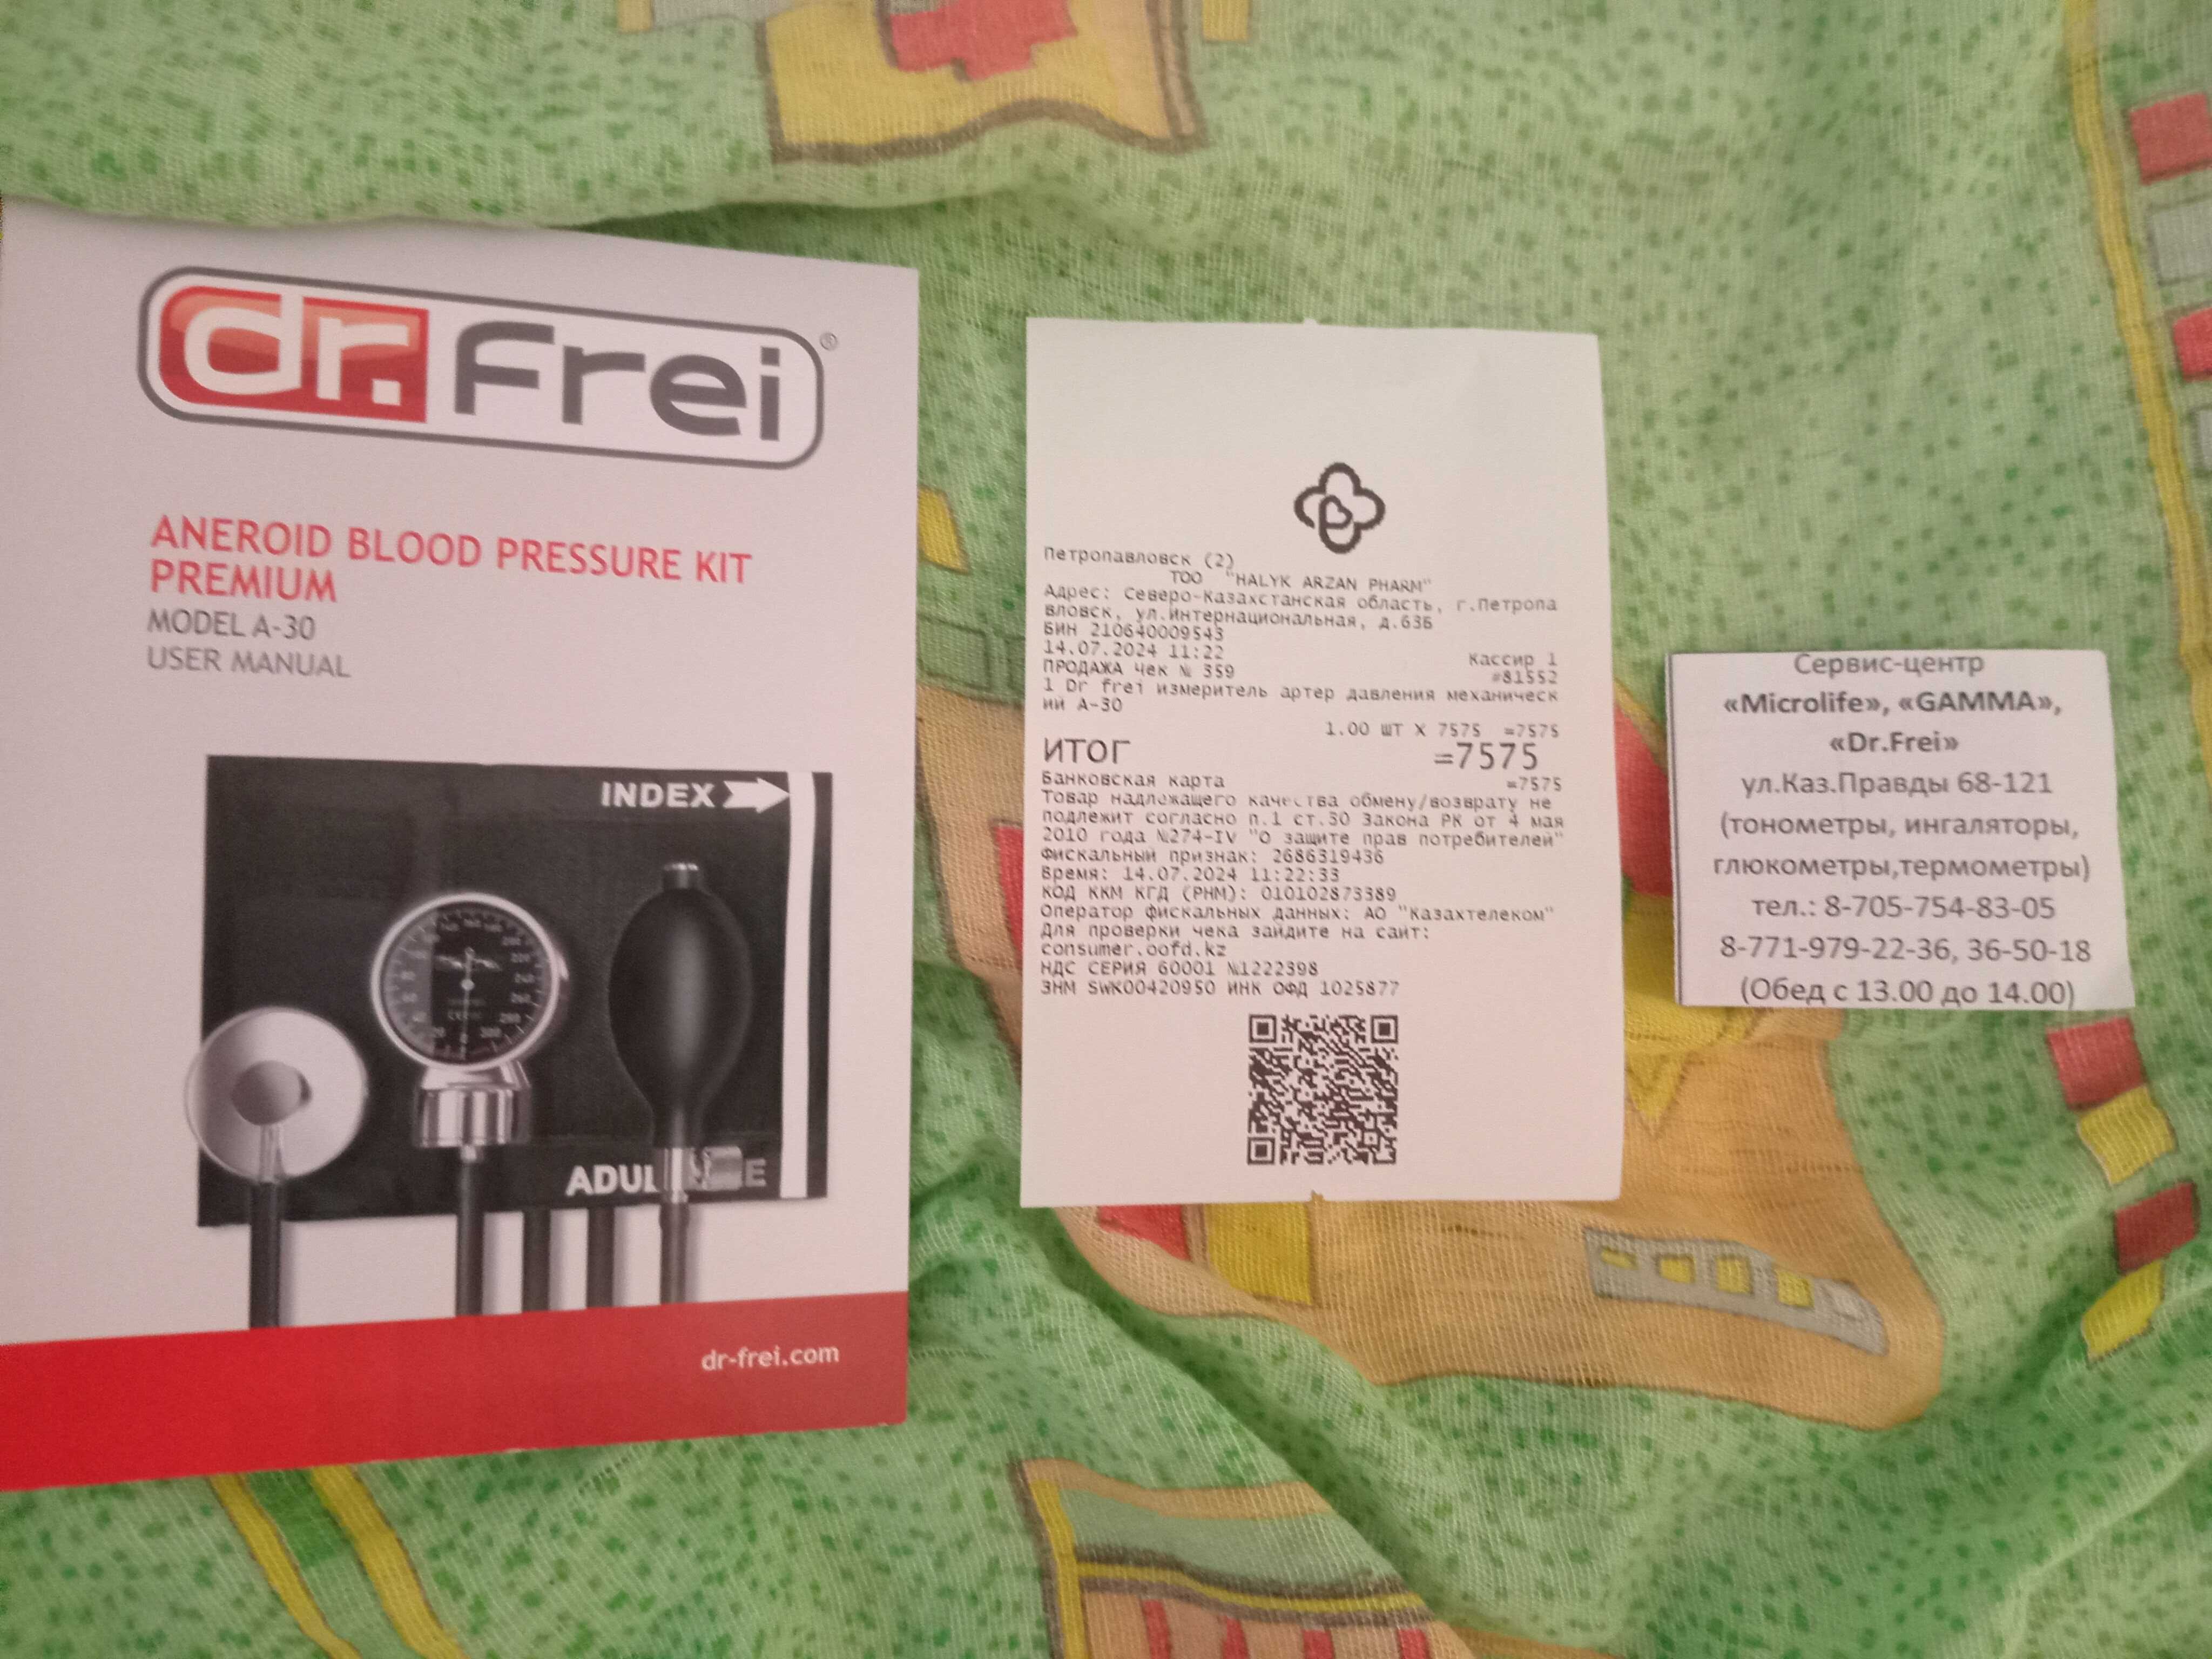 dr.frei®
ANEROID BLOOD PRESSURE KIT
PREMIUM
MODEL A-30
USER MANUAL
INDEX
ADUL
E
dr-frei.com
Петропавловск (2)
ТОО "HALYK ARZAN PHARM"
Адрес: Северо-Казахстанская область, г.Петропа
вловск, ул.Интернациональная, д.63Б
БИН 210640009543
14.07.2024 11:22
Кассир 1
ПРОДАЖА Чек № 359
#81552
1 Dr frei измеритель артер давления механическ
ий А-30
1.00 шт X 7575 =7575
ИТОГ =7575
Банковская карта =7575
Товар надлежащего качества обмену/возврату не
подлежит согласно п.1 ст.30 Закона РК от 4 мая
2010 года №274-IV "О защите прав потребителей"
Фискальный признак: 2686319436
Время: 14.07.2024 11:22:33
КОД ККМ КГД (РНМ): 010102873389
Оператор фискальных данных: АО "Казахтелеком"
Для проверки чека зайдите на сайт:
consumer.oofd.kz
НДС СЕРИЯ 60001 №1222398
ЗНМ SWK00420950 ИНК ОФД 1025877
Сервис-центр
«Microlife», «GAMMA»,
«Dr.Frei»
ул.Каз.Правды 68-121
(тонометры, ингаляторы,
глюкометры,термометры)
тел.: 8-705-754-83-05
8-771-979-22-36, 36-50-18
(Обед с 13.00 до 14.00)